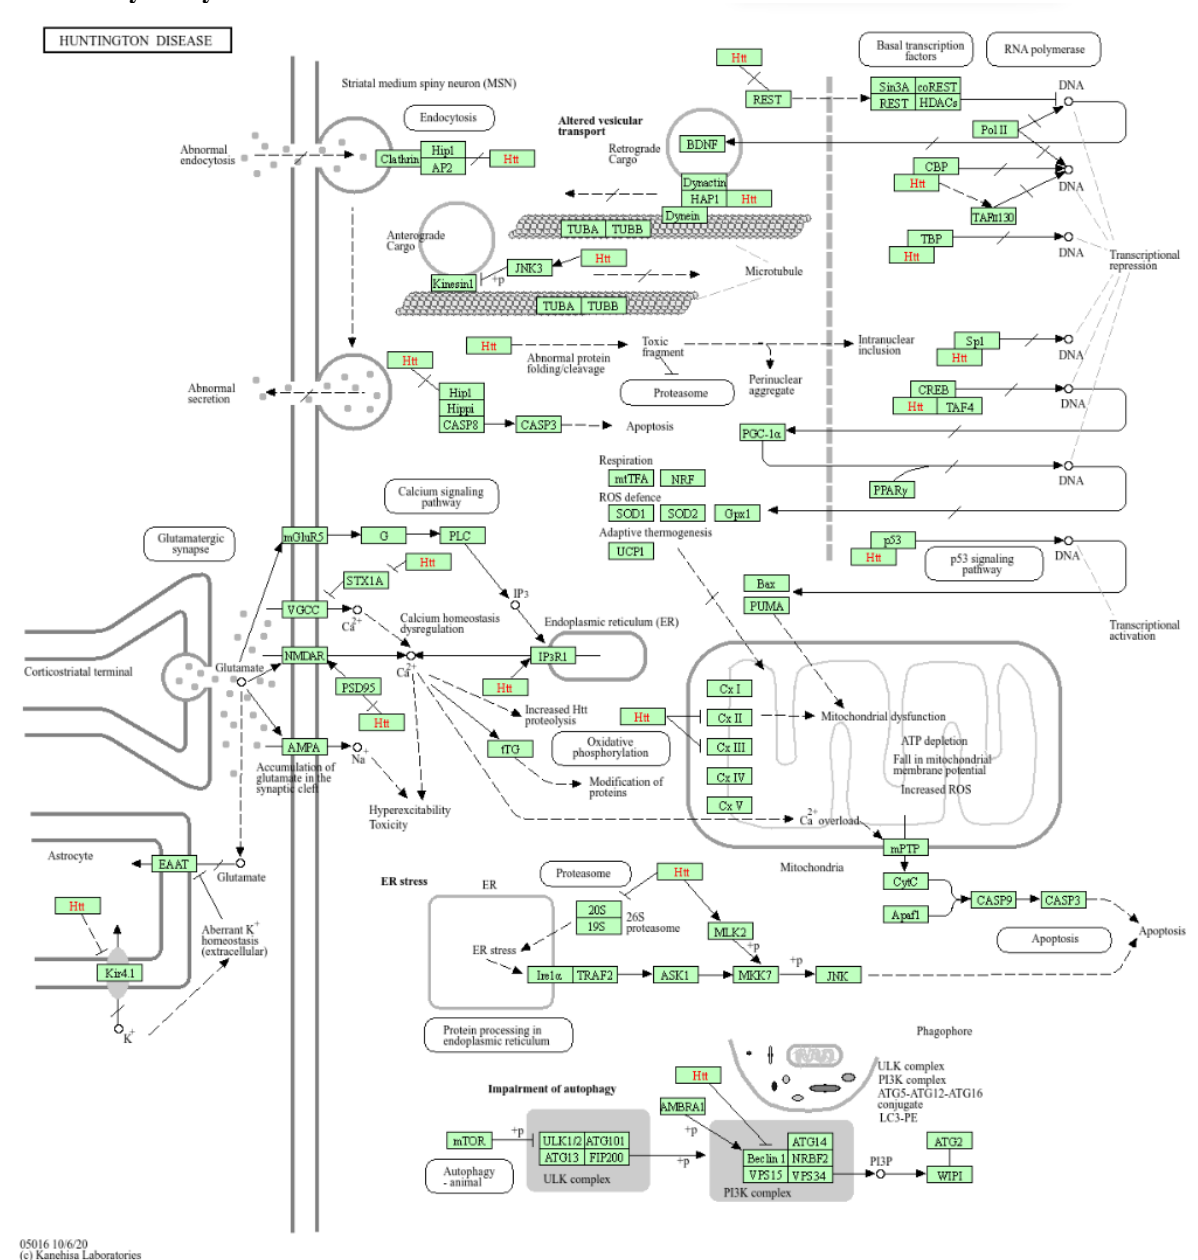 HUNTINGTON DISEASE
Striatal medium spiny neuron (MSN)
Endocytosis
Abnormal
endocytosis
Clathrin
Hip1
AP2
Htt
Altered vesicular
transport
Retrograde
Cargo
BDNF
Dynactin
HAP1
Htt
Dynein
TUBA
TUBB
Anterograde
Cargo
JNK3
Htt
+p
Kinesin1
TUBA
TUBB
Microtubule
Htt
REST
Basal transcription
factors
RNA polymerase
Sin3A
coREST
REST
HDACs
DNA
Pol II
CBP
Htt
DNA
TAFII130
TBP
Htt
DNA
Transcriptional
repression
Sp1
Htt
DNA
CREB
Htt
TAF4
DNA
PGC-1α
PPARγ
DNA
p53
Htt
DNA
p53 signaling
pathway
Transcriptional
activation
Abnormal
secretion
Htt
Hip1
Hippi
CASP8
CASP3
Apoptosis
Htt
Abnormal protein
folding/cleavage
Toxic
fragment
Proteasome
Perinuclear
aggregate
Intranuclear
inclusion
Respiration
mtTFA
NRF
ROS defence
SOD1
SOD2
Gpx1
Adaptive thermogenesis
UCP1
Bax
PUMA
Calcium signaling
pathway
Glutamatergic
synapse
mGluR5
G
PLC
Htt
STX1A
VGCC
Ca2+
Calcium homeostasis
dysregulation
IP3
Endoplasmic reticulum (ER)
Corticostriatal terminal
Glutamate
NMDAR
Ca2+
IP3R1
PSD95
Htt
Htt
Increased Htt
proteolysis
AMPA
Na+
tTG
Modification of
proteins
Accumulation of
glutamate in the
synaptic cleft
Hyperexcitability
Toxicity
Htt
Oxidative
phosphorylation
Cx I
Cx II
Cx III
Cx IV
Cx V
Mitochondrial dysfunction
ATP depletion
Fall in mitochondrial
membrane potential
Increased ROS
Ca2+ overload
mPTP
Mitochondria
CytC
Apaf1
CASP9
CASP3
Apoptosis
Apoptosis
Astrocyte
EAAT
Glutamate
Htt
Kir4.1
K+
Aberrant K+
homeostasis
(extracellular)
ER stress
ER
Proteasome
Htt
20S
19S
26S
proteasome
ER stress
MLK2
+p
Ire1α
TRAF2
ASK1
MKK7
+p
JNK
Protein processing in
endoplasmic reticulum
Phagophore
ULK complex
PI3K complex
ATG5-ATG12-ATG16
conjugate
LC3-PE
Impairment of autophagy
Htt
AMBRA1
+p
mTOR
+p
ULK1/2
ATG101
ATG13
FIP200
ULK complex
+p
ATG14
Beclin 1
NRBF2
VPS15
VPS34
PI3K complex
PI3P
ATG2
WIPI
Autophagy
- animal
05016 10/6/20
(c) Kanehisa Laboratories